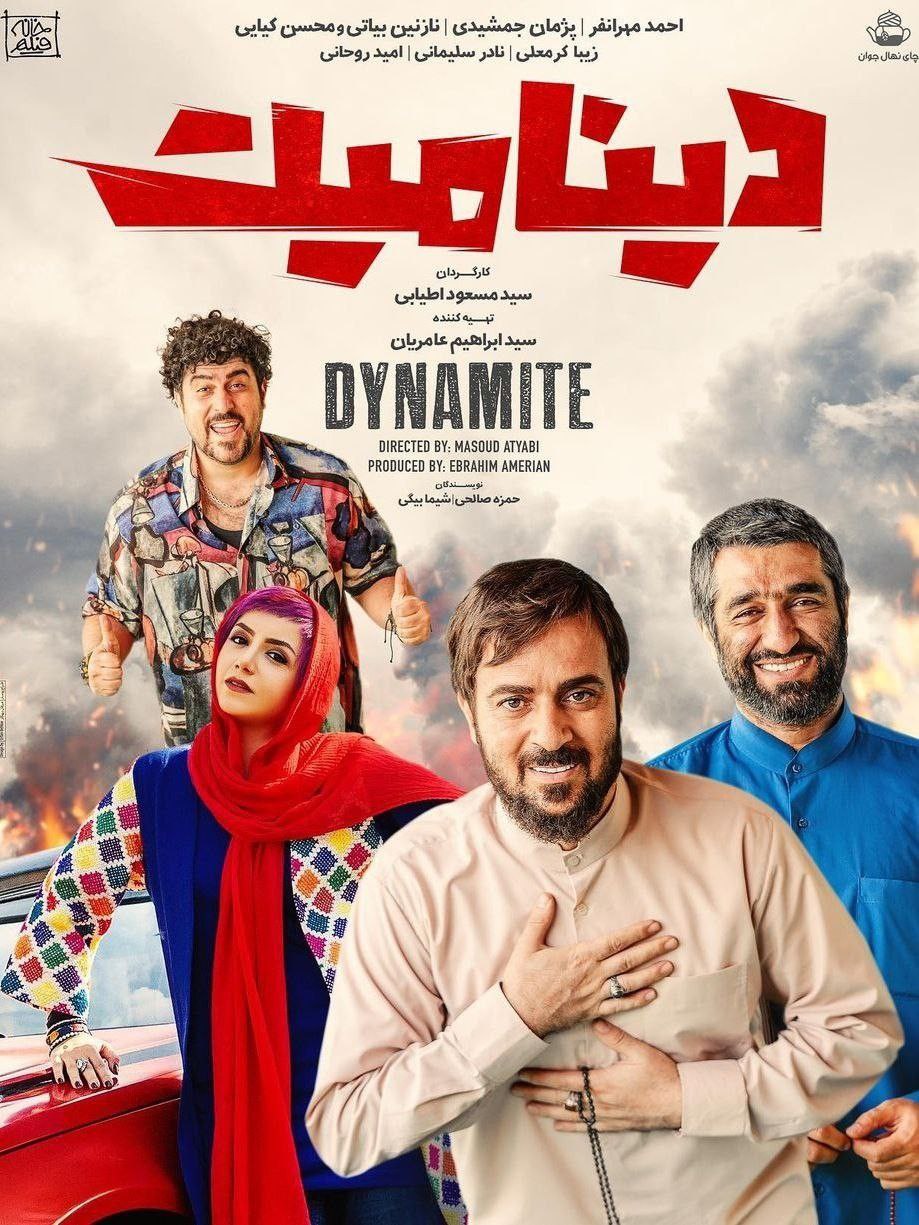 خانه فیلم
احمد مهرانفر | پژمان جمشیدی | نازنین بیاتی و محسن کیایی
زیبا کرمعلی | نادر سلیمانی | امید روحانی
چای نهال جوان
دینامیت
کارگردان
سید مسعود اطیابی
تهیه کننده
سید ابراهیم عامریان
DYNAMITE
DIRECTED BY: MASOUD ATYABI
PRODUCED BY: EBRAHIM AMERIAN
نویسندگان
حمزه صالحی | شیما بیگی